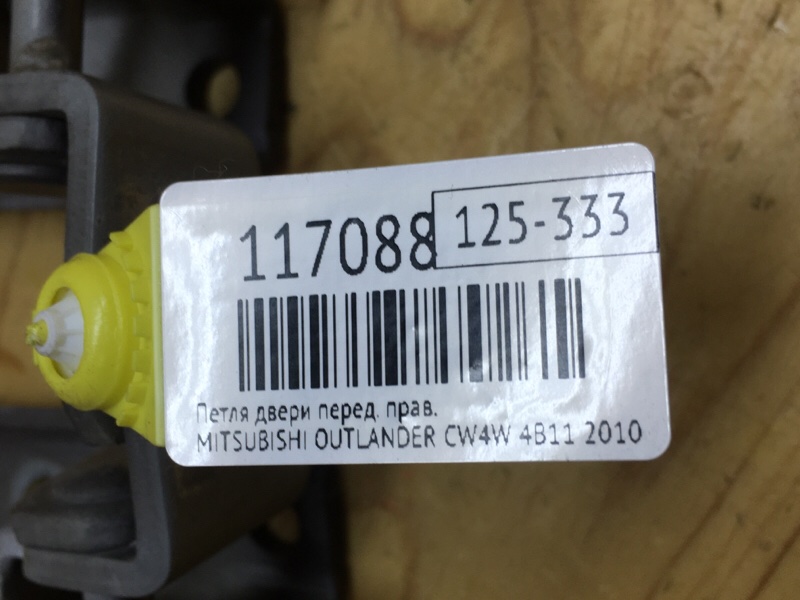 117088 125-333
Петля двери перед. прав.
MITSUBISHI OUTLANDER CW4W 4B11 2010